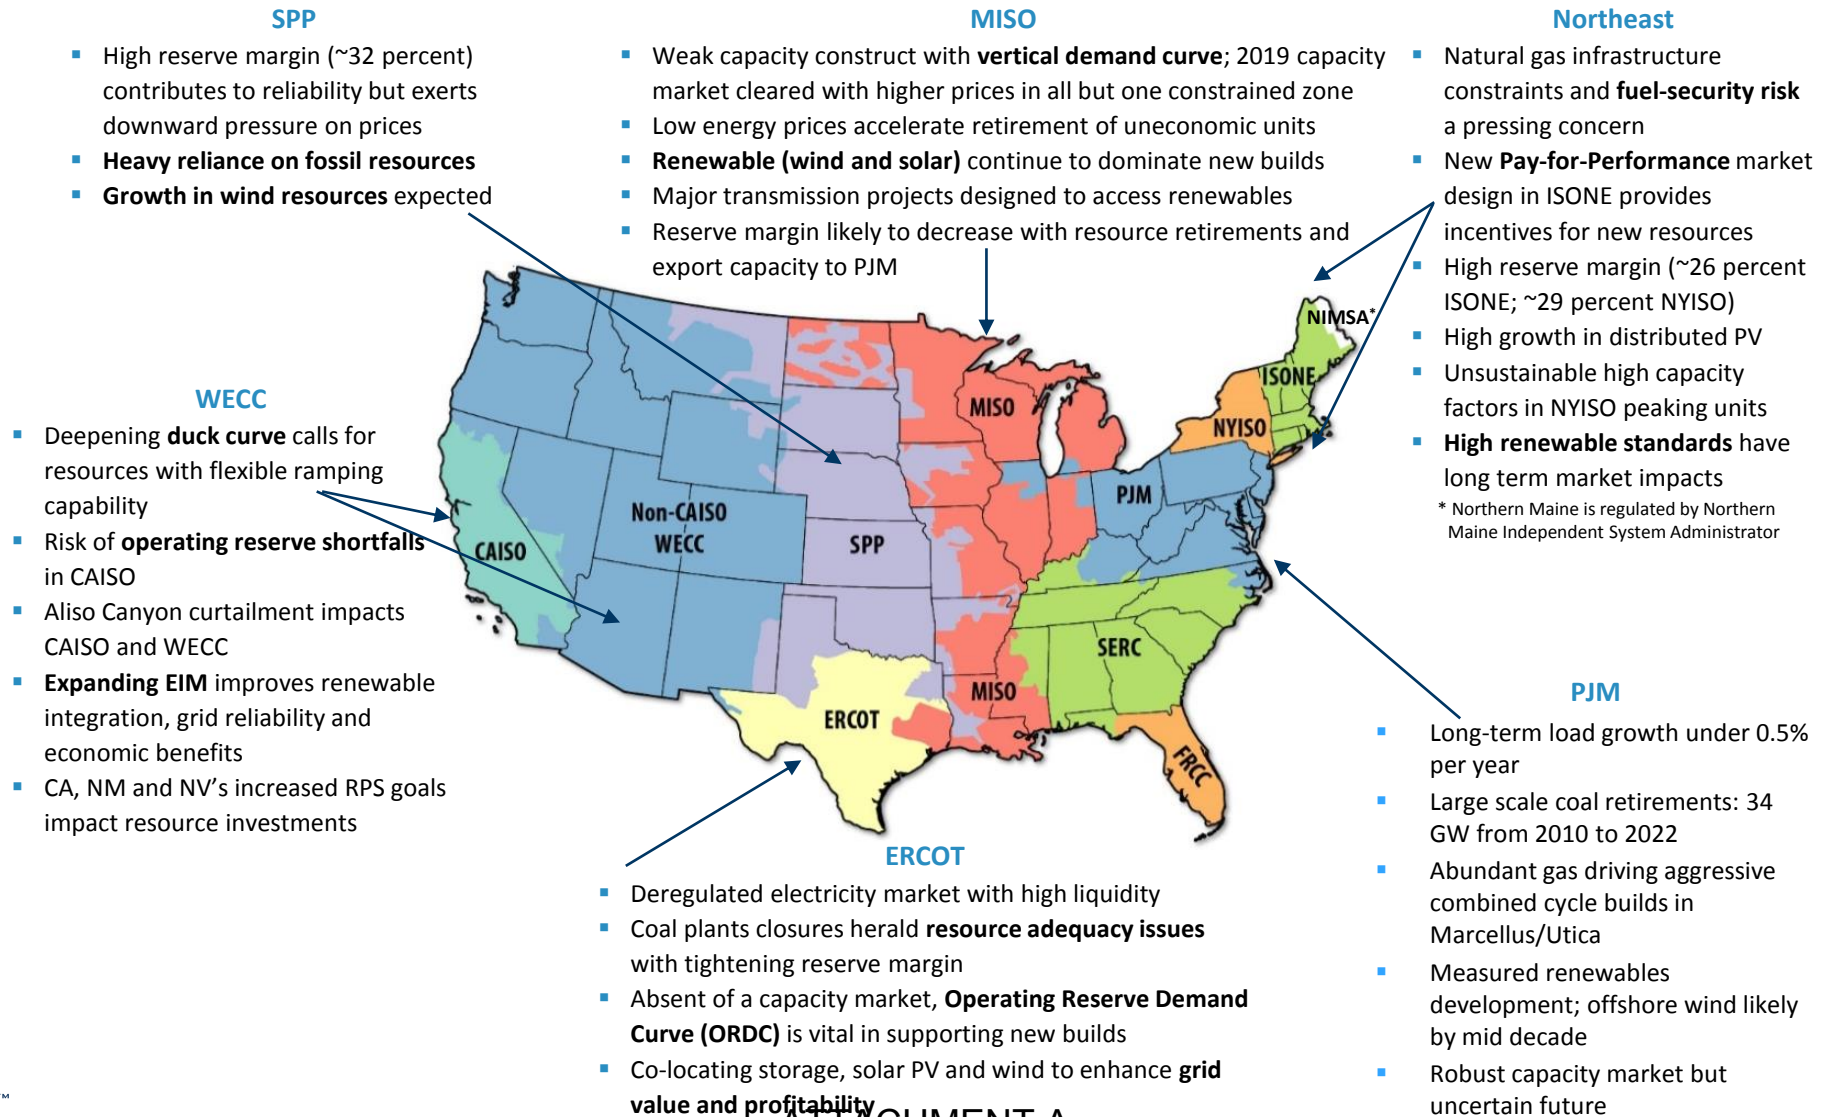 SPP
▪ High reserve margin (~32 percent)
contributes to reliability but exerts
downward pressure on prices
▪ Heavy reliance on fossil resources
▪ Growth in wind resources expected
MISO
▪ Weak capacity construct with vertical demand curve; 2019 capacity
market cleared with higher prices in all but one constrained zone
▪ Low energy prices accelerate retirement of uneconomic units
▪ Renewable (wind and solar) continue to dominate new builds
▪ Major transmission projects designed to access renewables
▪ Reserve margin likely to decrease with resource retirements and
export capacity to PJM
Northeast
▪ Natural gas infrastructure
constraints and fuel-security risk
a pressing concern
▪ New Pay-for-Performance market
design in ISONE provides
incentives for new resources
▪ High reserve margin (~26 percent
ISONE; ~29 percent NYISO)
▪ High growth in distributed PV
▪ Unsustainable high capacity
factors in NYISO peaking units
▪ High renewable standards have
long term market impacts
* Northern Maine is regulated by Northern
Maine Independent System Administrator
WECC
▪ Deepening duck curve calls for
resources with flexible ramping
capability
▪ Risk of operating reserve shortfalls
in CAISO
▪ Aliso Canyon curtailment impacts
CAISO and WECC
▪ Expanding EIM improves renewable
integration, grid reliability and
economic benefits
▪ CA, NM and NV's increased RPS goals
impact resource investments
NIMSA*
ISONE
MISO
NYISO
PJM
Non-CAISO
WECC
CAISO
SPP
SERC
MISO
ERCOT
FRCC
PJM
▪ Long-term load growth under 0.5%
per year
▪ Large scale coal retirements: 34
GW from 2010 to 2022
▪ Abundant gas driving aggressive
combined cycle builds in
Marcellus/Utica
▪ Measured renewables
development; offshore wind likely
by mid decade
▪ Robust capacity market but
uncertain future
ERCOT
▪ Deregulated electricity market with high liquidity
▪ Coal plants closures herald resource adequacy issues
with tightening reserve margin
▪ Absent of a capacity market, Operating Reserve Demand
Curve (ORDC) is vital in supporting new builds
▪ Co-locating storage, solar PV and wind to enhance grid
value and profitability
ATTACHMENT A
™